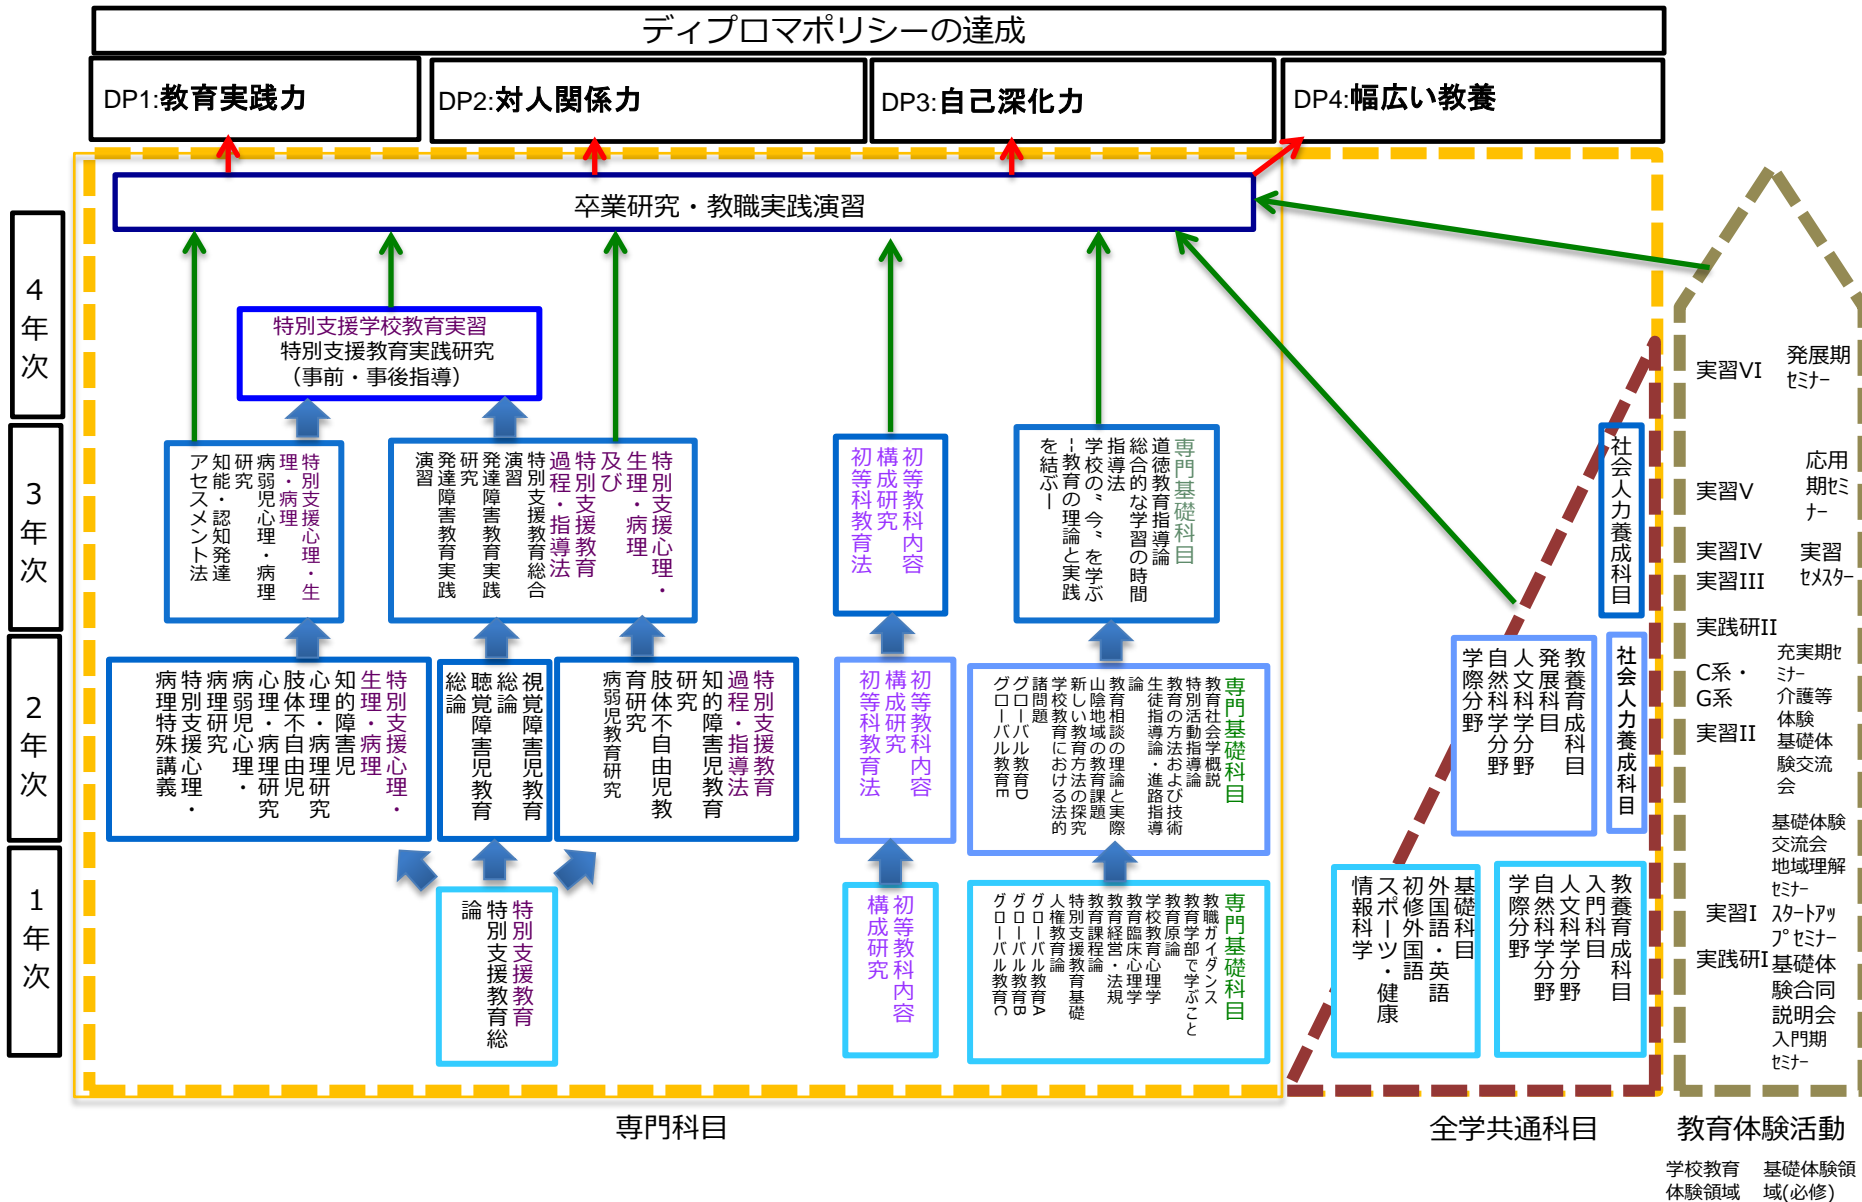 ディプロマポリシーの達成
DP1:教育実践力
DP2:対人関係力
DP3:自己深化力
DP4:幅広い教養
卒業研究・教職実践演習
4年次
特別支援学校教育実習
特別支援教育実践研究
（事前・事後指導）
3年次
特別支援心理・生
理・病理
病弱児心理・病理
研究
知能・認知発達
アセスメント法
特別支援心理・
生理・病理
及び
特別支援教育
過程・指導法
特別支援教育総合
演習
発達障害教育実践
研究
発達障害教育実践
演習
初等教科内容
構成研究
初等科教育法
専門基礎科目
道徳教育指導論
総合的な学習の時間
指導法
学校の〝今〟を学ぶ
--教育の理論と実践
を結ぶー
社会人力養成科目
2年次
特別支援心理・
生理・病理
知的障害児
心理・病理研究
肢体不自由児
心理・病理研究
病弱児心理・
病理研究
特別支援心理・
病理特殊講義
視覚障害児教育
総論
聴覚障害児教育
総論
特別支援教育
過程・指導法
知的障害児教育
研究
肢体不自由児教
育研究
病弱児教育研究
初等教科内容
構成研究
初等科教育法
専門基礎科目
教育社会学概説
特別活動指導論
教育の方法および技術
生徒指導論・進路指導
論
教育相談の理論と実際
山陰地域の教育課題
新しい教育方法の探究
学校教育における法的
諸問題
グローバル教育D
グローバル教育E
教養育成科目
発展科目
人文科学分野
自然科学分野
学際分野
社会人力養成科目
1年次
特別支援教育
特別支援教育総
論
初等教科内容
構成研究
専門基礎科目
教職ガイダンス
教育学部で学ぶこと
教育原論
学校教育心理学
教育臨床心理学
教育経営・法規
教育課程論
特別支援教育基礎
人権教育論
グローバル教育A
グローバル教育B
グローバル教育C
基礎科目
外国語・英語
初修外国語
スポーツ・健康
情報科学
教養育成科目
入門科目
人文科学分野
自然科学分野
学際分野
実習VI
発展期
ｾﾐﾅｰ
実習V
応用
期ｾﾐ
ﾅｰ
実習IV
実習III
実習
ｾﾒｽﾀｰ
実践研II
C系・
G系
実習II
充実期ｾ
ﾐﾅｰ
介護等
体験
基礎体
験交流
会
基礎体験
交流会
地域理解
ｾﾐﾅｰ
実習I
ｽﾀｰﾄｱｯ
ﾌﾟｾﾐﾅｰ
実践研I
基礎体
験合同
説明会
入門期
ｾﾐﾅｰ
専門科目
全学共通科目
教育体験活動
学校教育
体験領域
基礎体験領
域(必修)